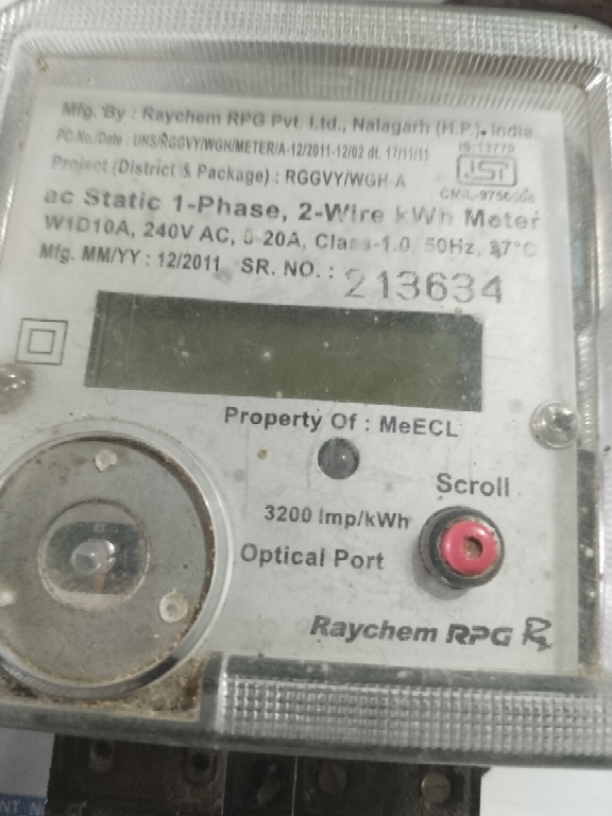 Mfg. By : Raychem RPG Pvt. Ltd., Nalagarh (H.P.). India
PO.No./Date : UNS/RGGVY/WGH/METER/A-12/2011-12/02 dt. 17/11/11
IS:13779
Project (District & Package) : RGGVY/WGH-A
ISI
ac Static 1-Phase, 2-Wire kWh Meter
W1D10A, 240V AC, 5-20A, Class-1.0, 50Hz, 27°C
Mfg. MM/YY : 12/2011 SR. NO. : 213634
Property Of : MeECL
Scroll
3200 Imp/kWh
Optical Port
Raychem RPG